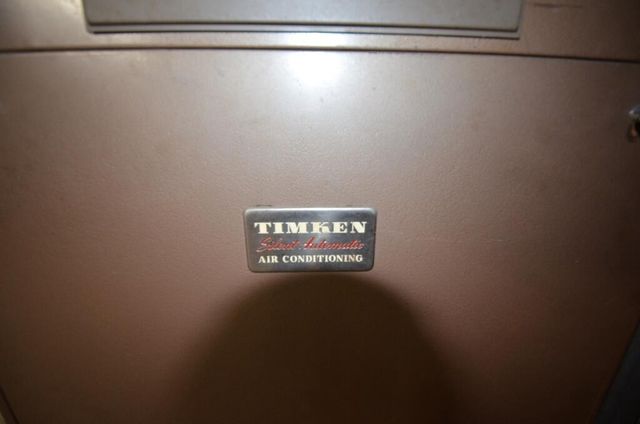 TIMKEN
Silent Automatic
AIR CONDITIONING